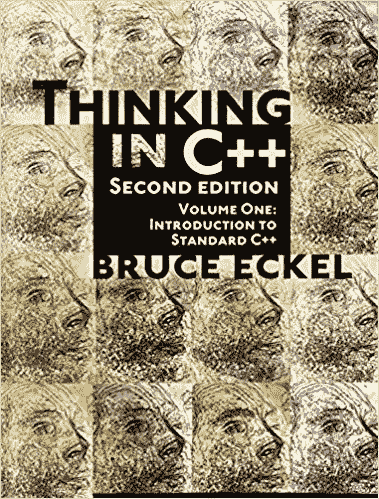 THINKING
IN C++
SECOND EDITION
VOLUME ONE:
INTRODUCTION TO
STANDARD C++
BRUCE ECKEL